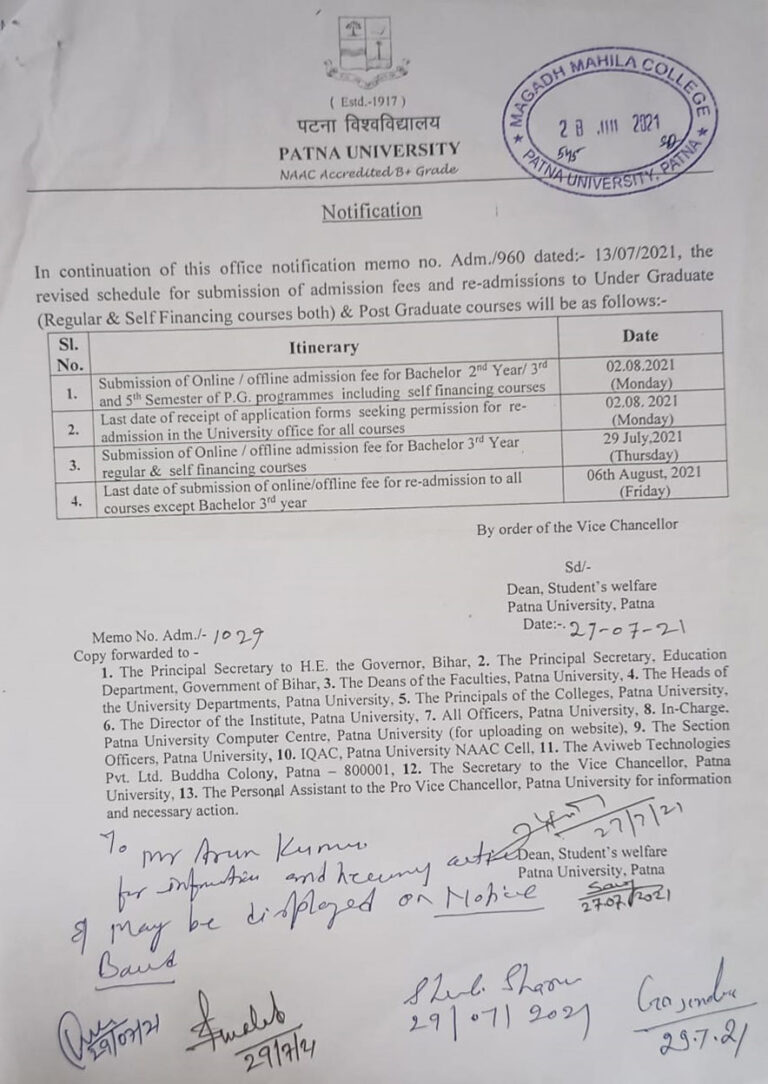 ( Estd.-1917 )
पटना विश्वविद्यालय
PATNA UNIVERSITY
NAAC Accredited B+ Grade
★ MAGADH MAHILA COLLEGE ★
28 JUL 2021
545
PATNA UNIVERSITY, PATNA
Notification
In continuation of this office notification memo no. Adm./960 dated:- 13/07/2021, the
revised schedule for submission of admission fees and re-admissions to Under Graduate
(Regular & Self Financing courses both) & Post Graduate courses will be as follows:-
Sl. No. Itinerary Date
1. Submission of Online / offline admission fee for Bachelor 2nd Year/ 3rd 02.08.2021
and 5th Semester of P.G. programmes including self financing courses (Monday)
2. Last date of receipt of application forms seeking permission for re- 02.08. 2021
admission in the University office for all courses (Monday)
3. Submission of Online / offline admission fee for Bachelor 3rd Year 29 July,2021
regular & self financing courses (Thursday)
4. Last date of submission of online/offline fee for re-admission to all 06th August, 2021
courses except Bachelor 3rd year (Friday)
By order of the Vice Chancellor
Sd/-
Dean, Student's welfare
Patna University, Patna
Date:-. 27-07-21
Memo No. Adm./- 1029
Copy forwarded to -
1. The Principal Secretary to H.E. the Governor, Bihar, 2. The Principal Secretary, Education
Department, Government of Bihar, 3. The Deans of the Faculties, Patna University, 4. The Heads of
the University Departments, Patna University, 5. The Principals of the Colleges, Patna University,
6. The Director of the Institute, Patna University, 7. All Officers, Patna University, 8. In-Charge,
Patna University Computer Centre, Patna University (for uploading on website), 9. The Section
Officers, Patna University, 10. IQAC, Patna University NAAC Cell, 11. The Aviweb Technologies
Pvt. Ltd. Buddha Colony, Patna – 800001, 12. The Secretary to the Vice Chancellor, Patna
University, 13. The Personal Assistant to the Pro Vice Chancellor, Patna University for information
and necessary action.
27/7/21
Dean, Student's welfare
Patna University, Patna
27.07.2021
To Mr Arun Kumar
for information and action
& may be displayed on Notice
Board
29/07/21
29/7/21
29/07/2021
Gajendra
29.7.21